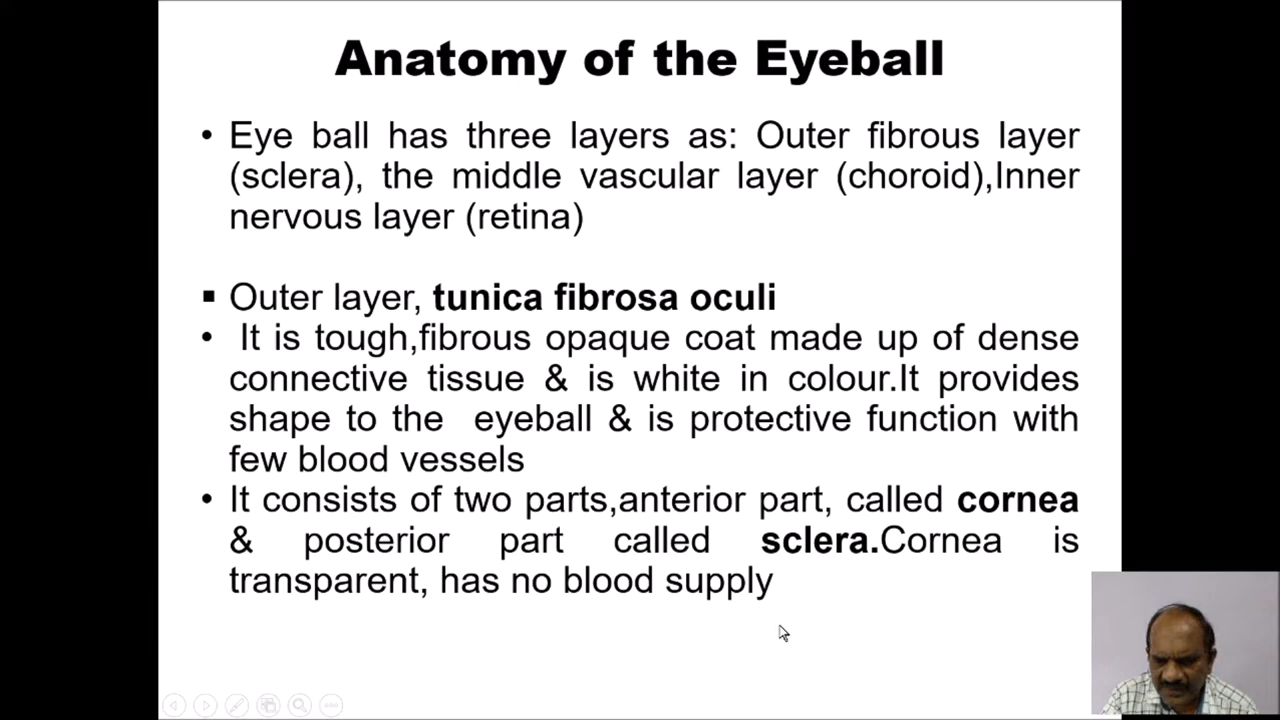 Anatomy of the Eyeball
• Eye ball has three layers as: Outer fibrous layer
(sclera), the middle vascular layer (choroid),Inner
nervous layer (retina)
▪ Outer layer, tunica fibrosa oculi
• It is tough,fibrous opaque coat made up of dense
connective tissue & is white in colour.It provides
shape to the eyeball & is protective function with
few blood vessels
• It consists of two parts,anterior part, called cornea
& posterior part called sclera.Cornea is
transparent, has no blood supply